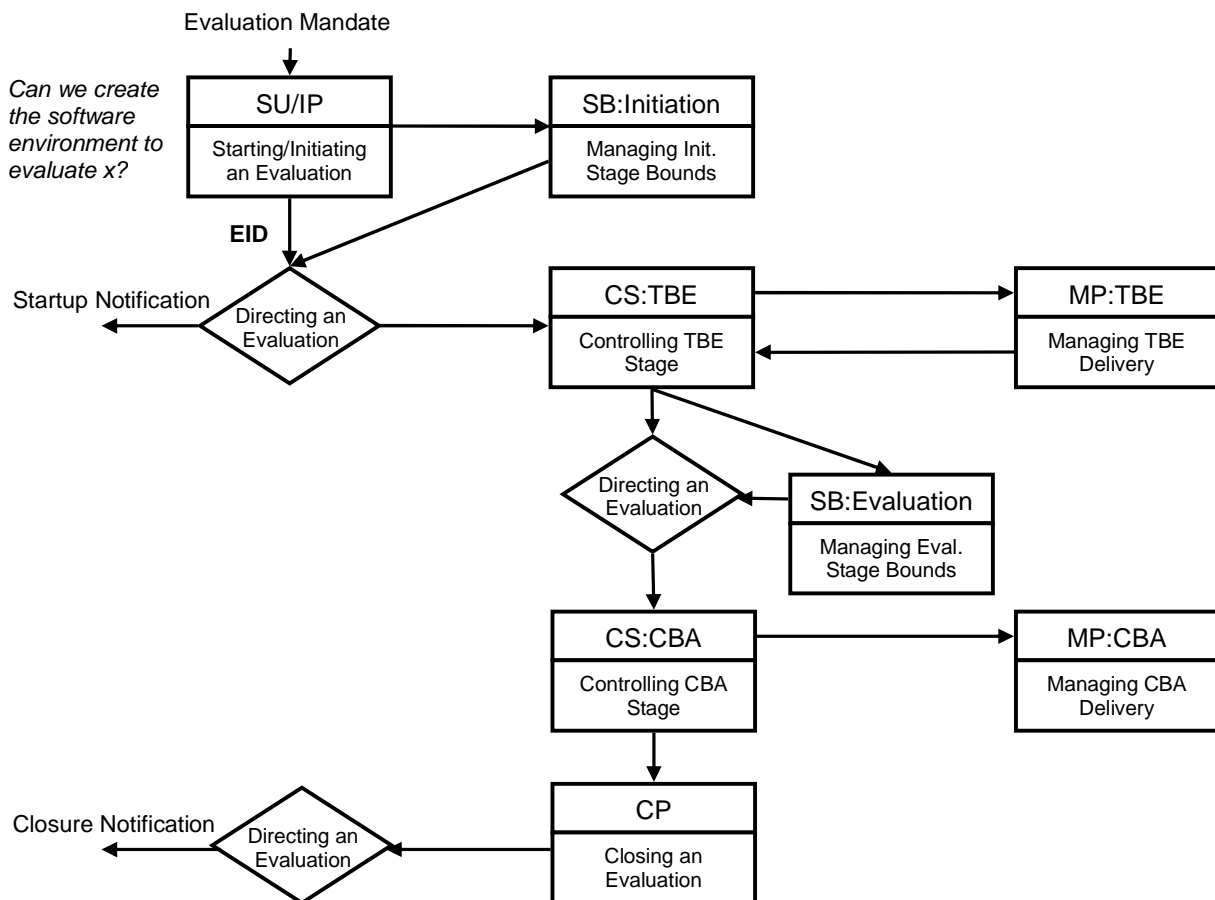 Evaluation Mandate
Can we create
the software
environment to
evaluate x?
SU/IP
Starting/Initiating
an Evaluation
SB:Initiation
Managing Init.
Stage Bounds
EID
Startup Notification
Directing an
Evaluation
CS:TBE
Controlling TBE
Stage
MP:TBE
Managing TBE
Delivery
Directing an
Evaluation
SB:Evaluation
Managing Eval.
Stage Bounds
CS:CBA
Controlling CBA
Stage
MP:CBA
Managing CBA
Delivery
Closure Notification
Directing an
Evaluation
CP
Closing an
Evaluation